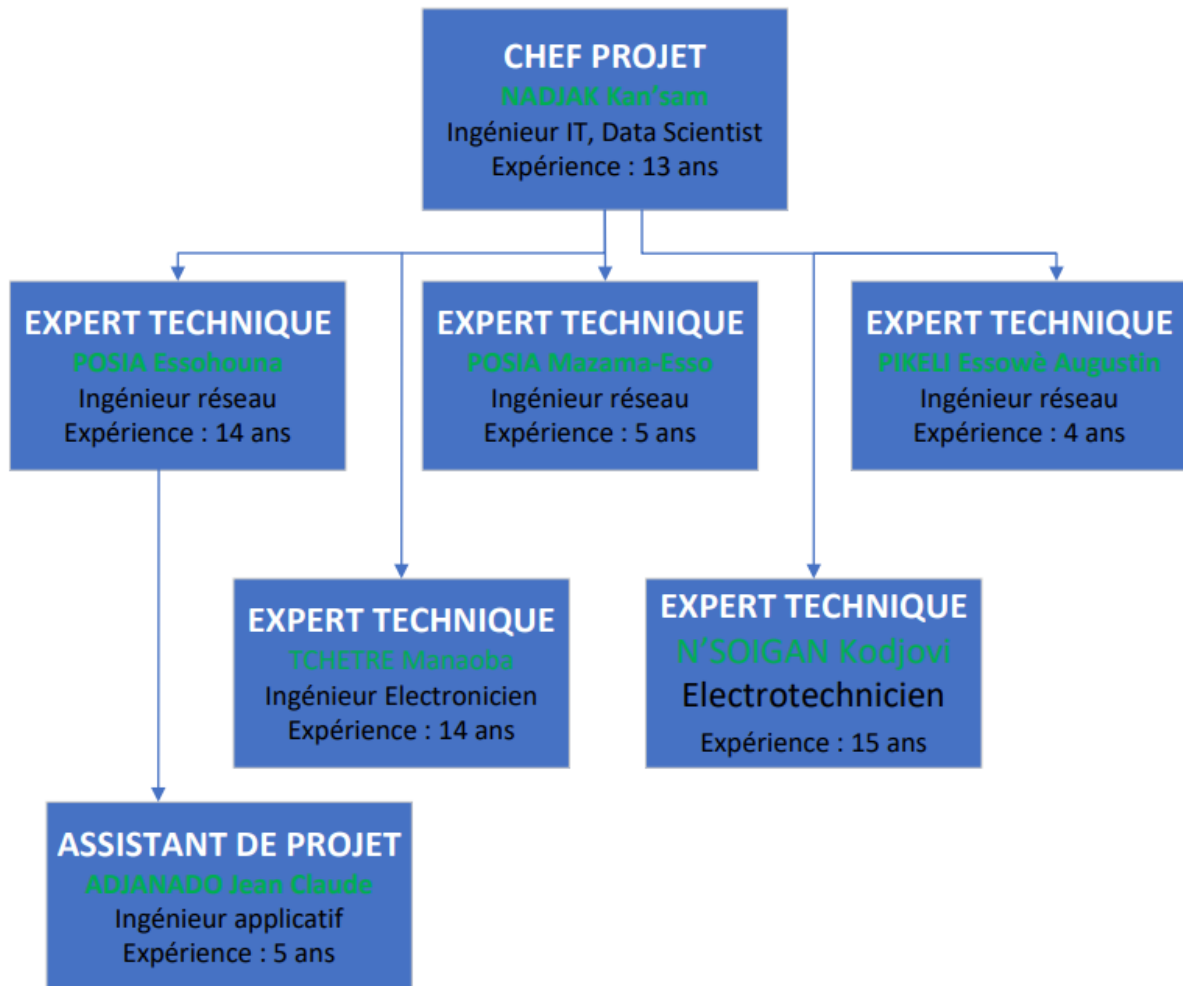 CHEF PROJET
NADJAK Kan'sam
Ingénieur IT, Data Scientist
Expérience : 13 ans
EXPERT TECHNIQUE
POSIA Essohouna
Ingénieur réseau
Expérience : 14 ans
EXPERT TECHNIQUE
POSIA Mazama-Esso
Ingénieur réseau
Expérience : 5 ans
EXPERT TECHNIQUE
PIKELI Essowè Augustin
Ingénieur réseau
Expérience : 4 ans
EXPERT TECHNIQUE
TCHETRE Manaoba
Ingénieur Electronicien
Expérience : 14 ans
EXPERT TECHNIQUE
N'SOIGAN Kodjovi
Electrotechnicien
Expérience : 15 ans
ASSISTANT DE PROJET
ADJANADO Jean Claude
Ingénieur applicatif
Expérience : 5 ans